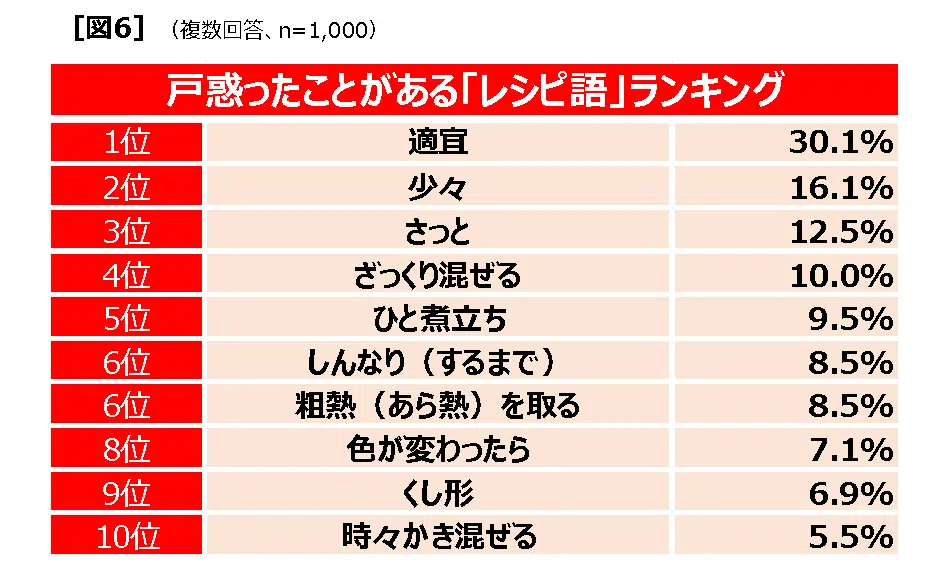 ［図6］（複数回答、n=1,000）
戸惑ったことがある「レシピ語」ランキング
1位 適宜 30.1%
2位 少々 16.1%
3位 さっと 12.5%
4位 ざっくり混ぜる 10.0%
5位 ひと煮立ち 9.5%
6位 しんなり（するまで） 8.5%
6位 粗熱（あら熱）を取る 8.5%
8位 色が変わったら 7.1%
9位 くし形 6.9%
10位 時々かき混ぜる 5.5%